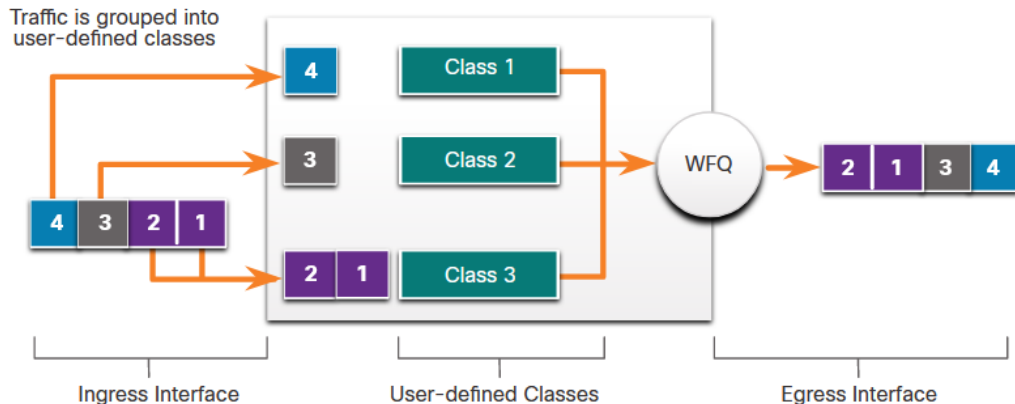 Traffic is grouped into
user-defined classes
4
Class 1
3
Class 2
WFQ
2 1 3 4
4 3 2 1
2 1
Class 3
Ingress Interface
User-defined Classes
Egress Interface